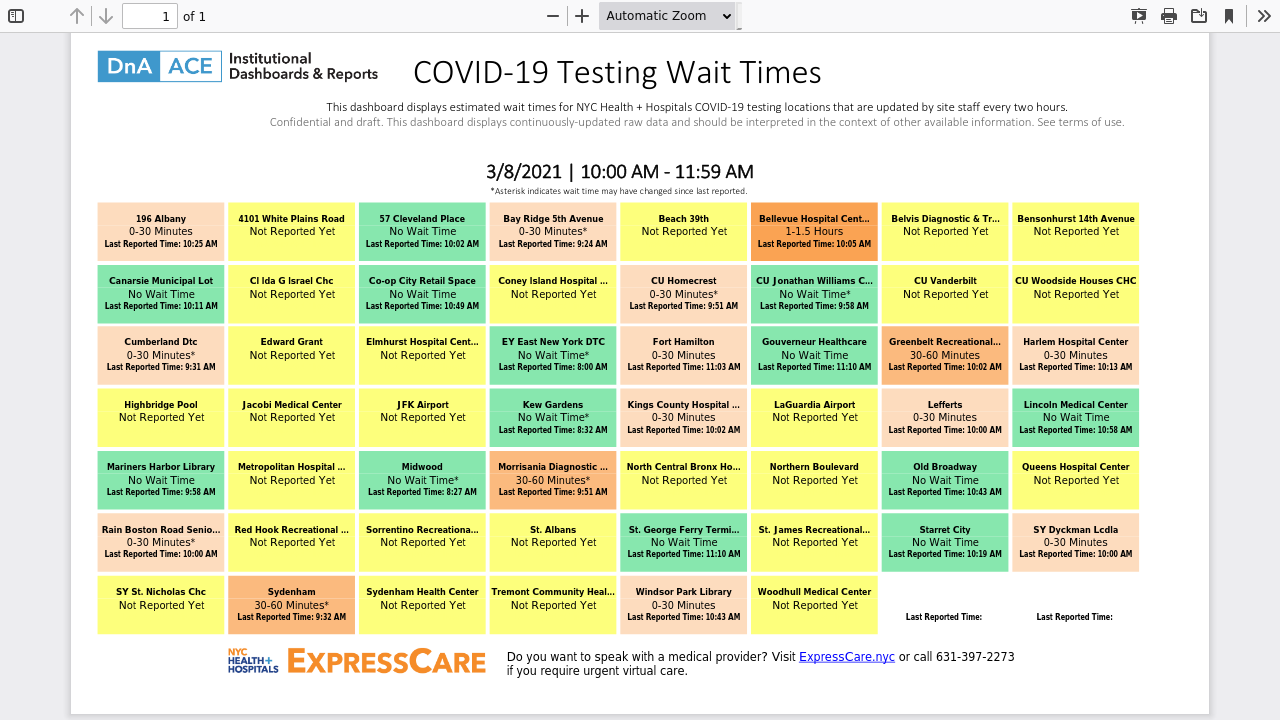 1 of 1
Automatic Zoom
DnA ACE Institutional
Dashboards & Reports
COVID-19 Testing Wait Times
This dashboard displays estimated wait times for NYC Health + Hospitals COVID-19 testing locations that are updated by site staff every two hours.
Confidential and draft. This dashboard displays continuously-updated raw data and should be interpreted in the context of other available information. See terms of use.
3/8/2021 | 10:00 AM - 11:59 AM
*Asterisk indicates wait time may have changed since last reported.
196 Albany
0-30 Minutes
Last Reported Time: 10:25 AM
4101 White Plains Road
Not Reported Yet
57 Cleveland Place
No Wait Time
Last Reported Time: 10:02 AM
Bay Ridge 5th Avenue
0-30 Minutes*
Last Reported Time: 9:24 AM
Beach 39th
Not Reported Yet
Bellevue Hospital Cent...
1-1.5 Hours
Last Reported Time: 10:05 AM
Belvis Diagnostic & Tr...
Not Reported Yet
Bensonhurst 14th Avenue
Not Reported Yet
Canarsie Municipal Lot
No Wait Time
Last Reported Time: 10:11 AM
Cl Ida G Israel Chc
Not Reported Yet
Co-op City Retail Space
No Wait Time
Last Reported Time: 10:49 AM
Coney Island Hospital ...
Not Reported Yet
CU Homecrest
0-30 Minutes*
Last Reported Time: 9:51 AM
CU Jonathan Williams C...
No Wait Time*
Last Reported Time: 9:58 AM
CU Vanderbilt
Not Reported Yet
CU Woodside Houses CHC
Not Reported Yet
Cumberland Dtc
0-30 Minutes*
Last Reported Time: 9:31 AM
Edward Grant
Not Reported Yet
Elmhurst Hospital Cent...
Not Reported Yet
EY East New York DTC
No Wait Time*
Last Reported Time: 8:00 AM
Fort Hamilton
0-30 Minutes
Last Reported Time: 11:03 AM
Gouverneur Healthcare
No Wait Time
Last Reported Time: 11:10 AM
Greenbelt Recreational...
30-60 Minutes
Last Reported Time: 10:02 AM
Harlem Hospital Center
0-30 Minutes
Last Reported Time: 10:13 AM
Highbridge Pool
Not Reported Yet
Jacobi Medical Center
Not Reported Yet
JFK Airport
Not Reported Yet
Kew Gardens
No Wait Time*
Last Reported Time: 8:32 AM
Kings County Hospital ...
0-30 Minutes
Last Reported Time: 10:02 AM
LaGuardia Airport
Not Reported Yet
Lefferts
0-30 Minutes
Last Reported Time: 10:00 AM
Lincoln Medical Center
No Wait Time
Last Reported Time: 10:58 AM
Mariners Harbor Library
No Wait Time
Last Reported Time: 9:58 AM
Metropolitan Hospital ...
Not Reported Yet
Midwood
No Wait Time*
Last Reported Time: 8:27 AM
Morrisania Diagnostic ...
30-60 Minutes*
Last Reported Time: 9:51 AM
North Central Bronx Ho...
Not Reported Yet
Northern Boulevard
Not Reported Yet
Old Broadway
No Wait Time
Last Reported Time: 10:43 AM
Queens Hospital Center
Not Reported Yet
Rain Boston Road Senio...
0-30 Minutes*
Last Reported Time: 10:00 AM
Red Hook Recreational ...
Not Reported Yet
Sorrentino Recreationa...
Not Reported Yet
St. Albans
Not Reported Yet
St. George Ferry Termi...
No Wait Time
Last Reported Time: 11:10 AM
St. James Recreational...
Not Reported Yet
Starret City
No Wait Time
Last Reported Time: 10:19 AM
SY Dyckman Lcdla
0-30 Minutes
Last Reported Time: 10:00 AM
SY St. Nicholas Chc
Not Reported Yet
Sydenham
30-60 Minutes*
Last Reported Time: 9:32 AM
Sydenham Health Center
Not Reported Yet
Tremont Community Heal...
Not Reported Yet
Windsor Park Library
0-30 Minutes
Last Reported Time: 10:43 AM
Woodhull Medical Center
Not Reported Yet
Last Reported Time:
Last Reported Time:
NYC
HEALTH+
HOSPITALS
EXPRESSCARE
Do you want to speak with a medical provider? Visit ExpressCare.nyc or call 631-397-2273
if you require urgent virtual care.